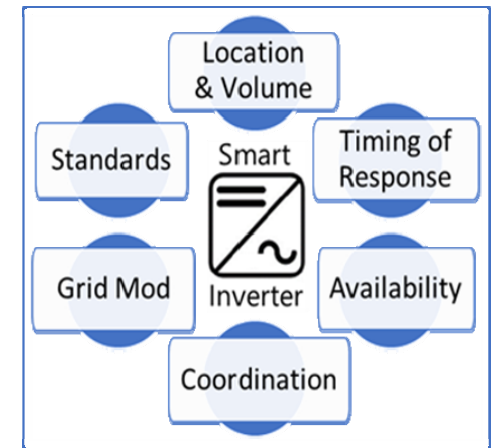 Location
& Volume
Standards
Smart
Timing of
Response
Grid Mod
Inverter
Availability
Coordination